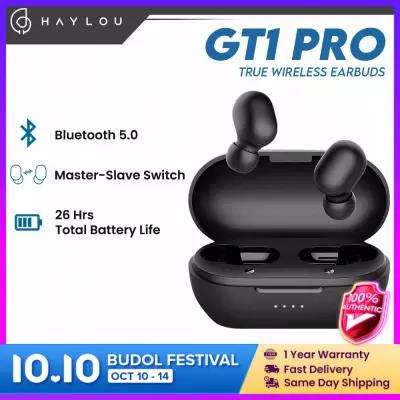 HAYLOU
GT1 PRO
TRUE WIRELESS EARBUDS
Bluetooth 5.0
Master-Slave Switch
26 Hrs
Total Battery Life
100%
AUTHENTIC
10.10
BUDOL FESTIVAL
OCT 10 - 14
1 Year Warranty
Fast Delivery
Same Day Shipping